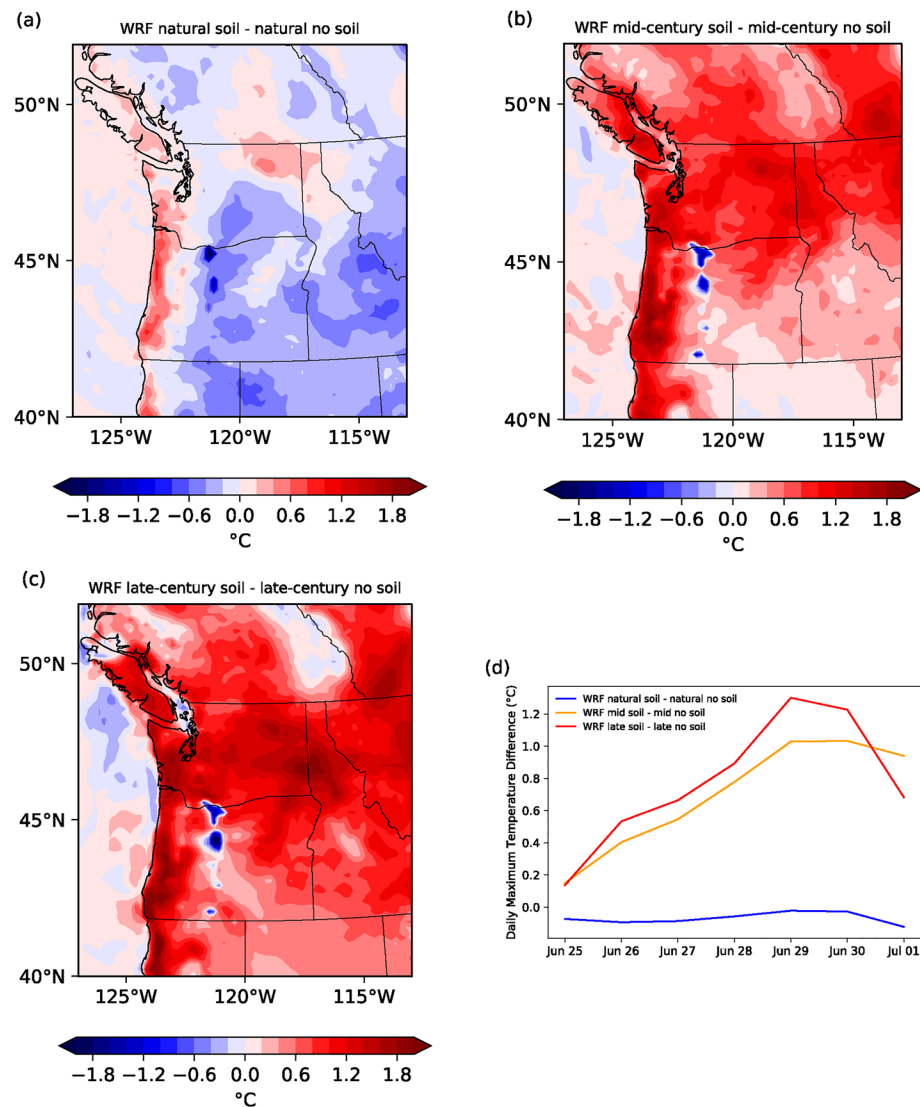 (a)
WRF natural soil - natural no soil
50°N
45°N
40°N
125°W 120°W 115°W
−1.8 −1.2 −0.6 0.0 0.6 1.2 1.8
°C
(b)
WRF mid-century soil - mid-century no soil
50°N
45°N
40°N
125°W 120°W 115°W
−1.8 −1.2 −0.6 0.0 0.6 1.2 1.8
°C
(c)
WRF late-century soil - late-century no soil
50°N
45°N
40°N
125°W 120°W 115°W
−1.8 −1.2 −0.6 0.0 0.6 1.2 1.8
°C
(d)
Daily Maximum Temperature Difference (°C)
WRF natural soil - natural no soil
WRF mid soil - mid no soil
WRF late soil - late no soil
1.2
1.0
0.8
0.6
0.4
0.2
0.0
Jun 25 Jun 26 Jun 27 Jun 28 Jun 29 Jun 30 Jul 01